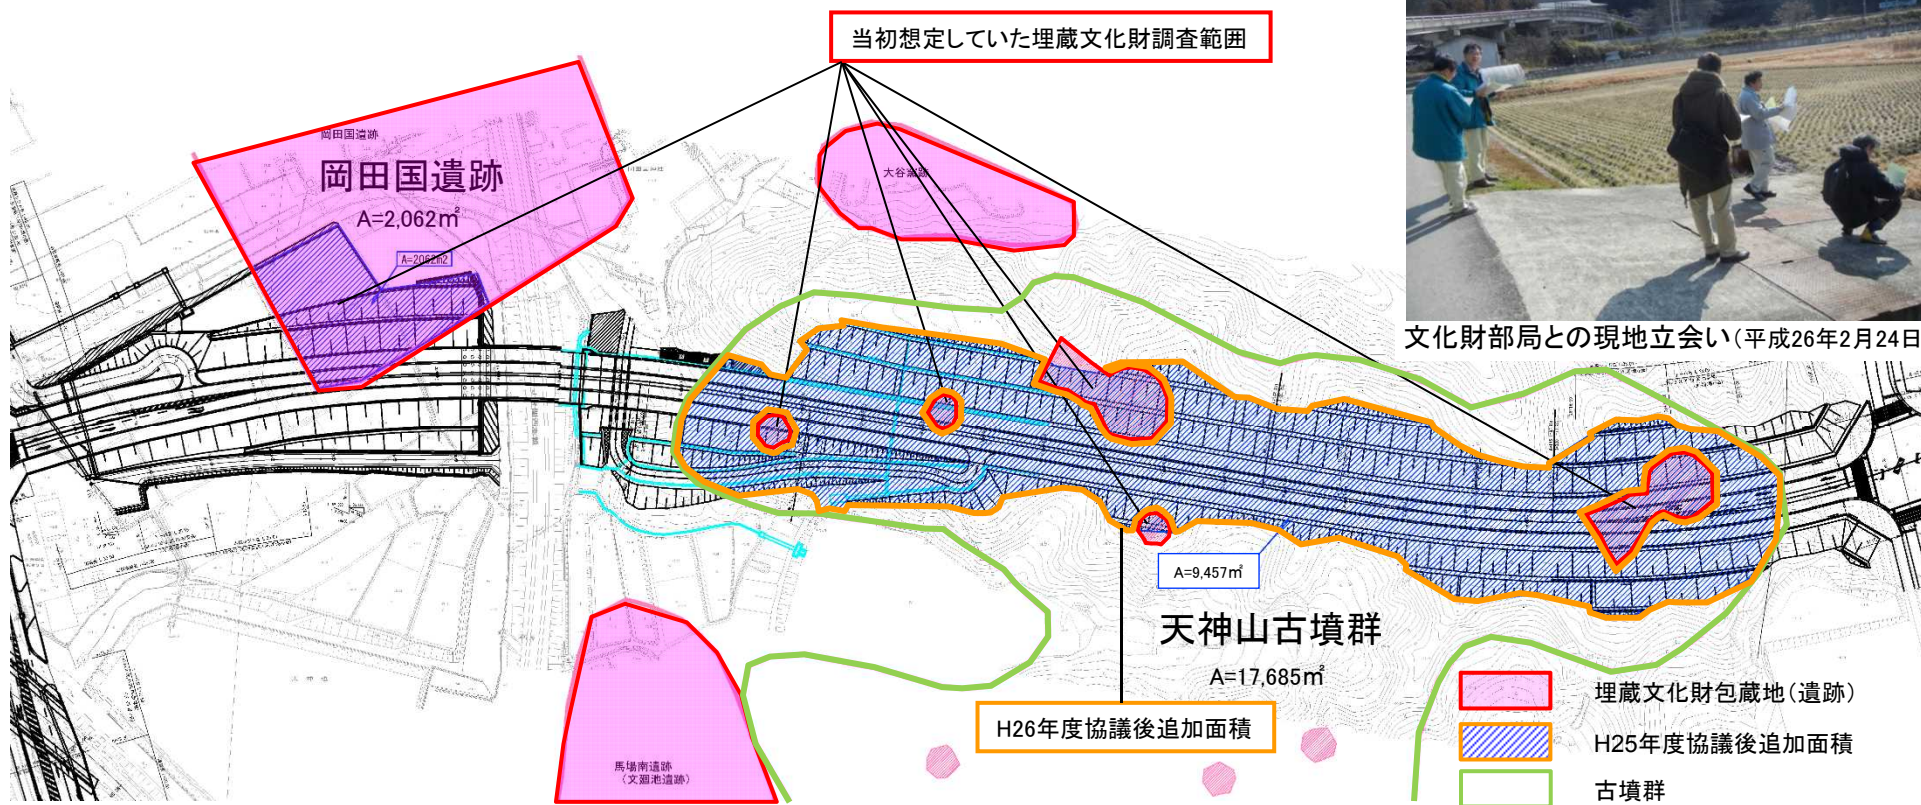 当初想定していた埋蔵文化財調査範囲
岡田国遺跡
岡田国遺跡
A=2,062㎡
A=2062m2
大谷窯跡
文化財部局との現地立会い(平成26年2月24日
A=9,457㎡
天神山古墳群
A=17,685㎡
H26年度協議後追加面積
馬場南遺跡
(文廻池遺跡)
埋蔵文化財包蔵地(遺跡)
H25年度協議後追加面積
古墳群